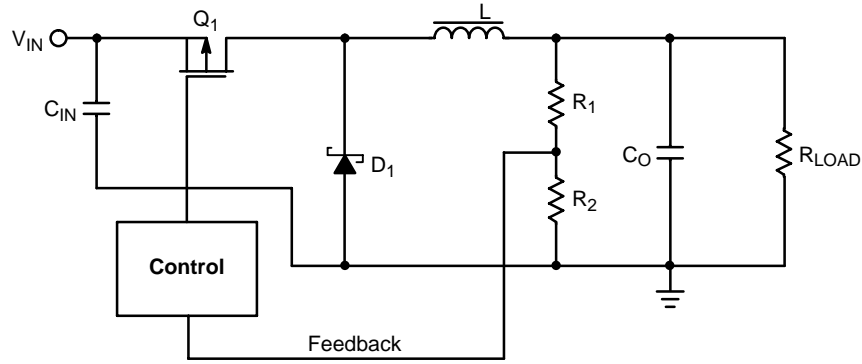 Q1
L
VIN
CIN
R1
D1
CO
RLOAD
R2
Control
Feedback